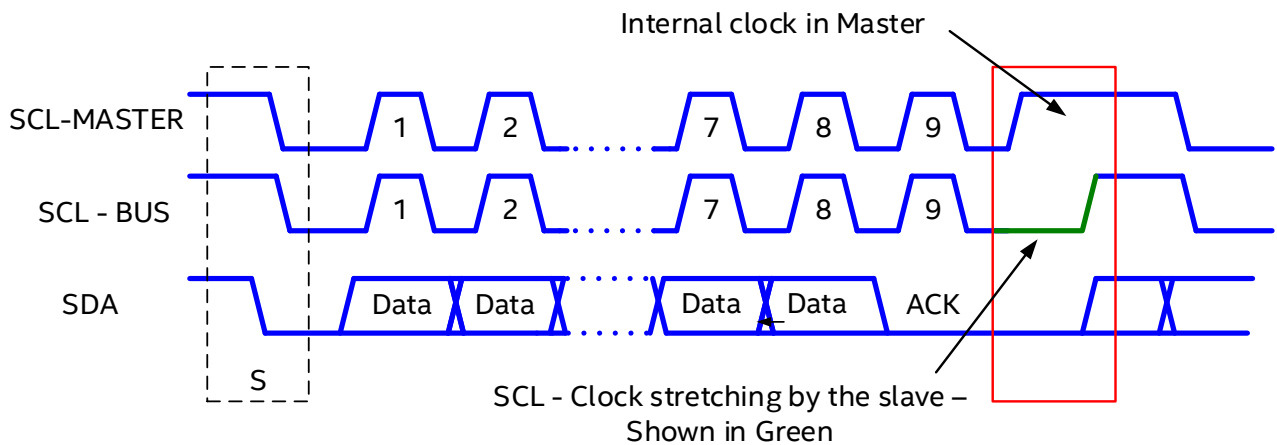 Internal clock in Master
SCL-MASTER
1
2
7
8
9
SCL - BUS
1
2
7
8
9
SDA
Data
Data
Data
Data
ACK
S
SCL - Clock stretching by the slave –
Shown in Green